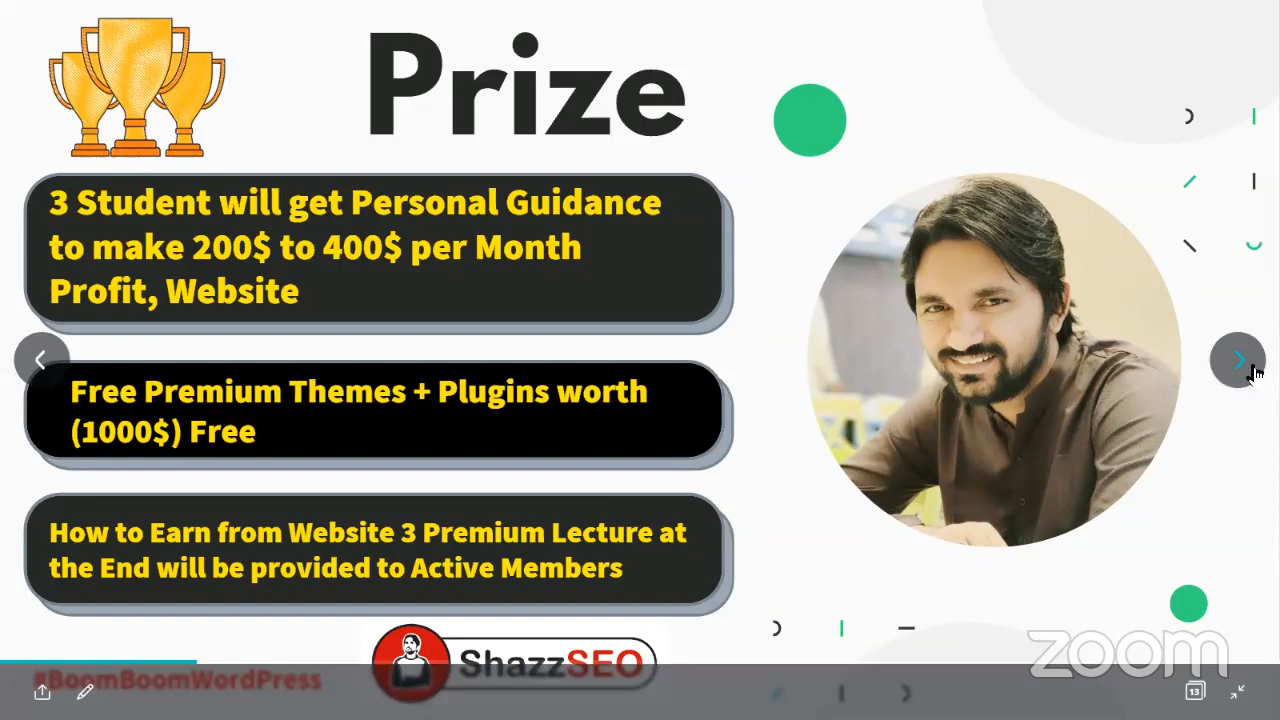 Prize
3 Student will get Personal Guidance
to make 200$ to 400$ per Month
Profit, Website
Free Premium Themes + Plugins worth
(1000$) Free
How to Earn from Website 3 Premium Lecture at
the End will be provided to Active Members
ShazzSEO
#BoomBoomWordPress
zoom
13